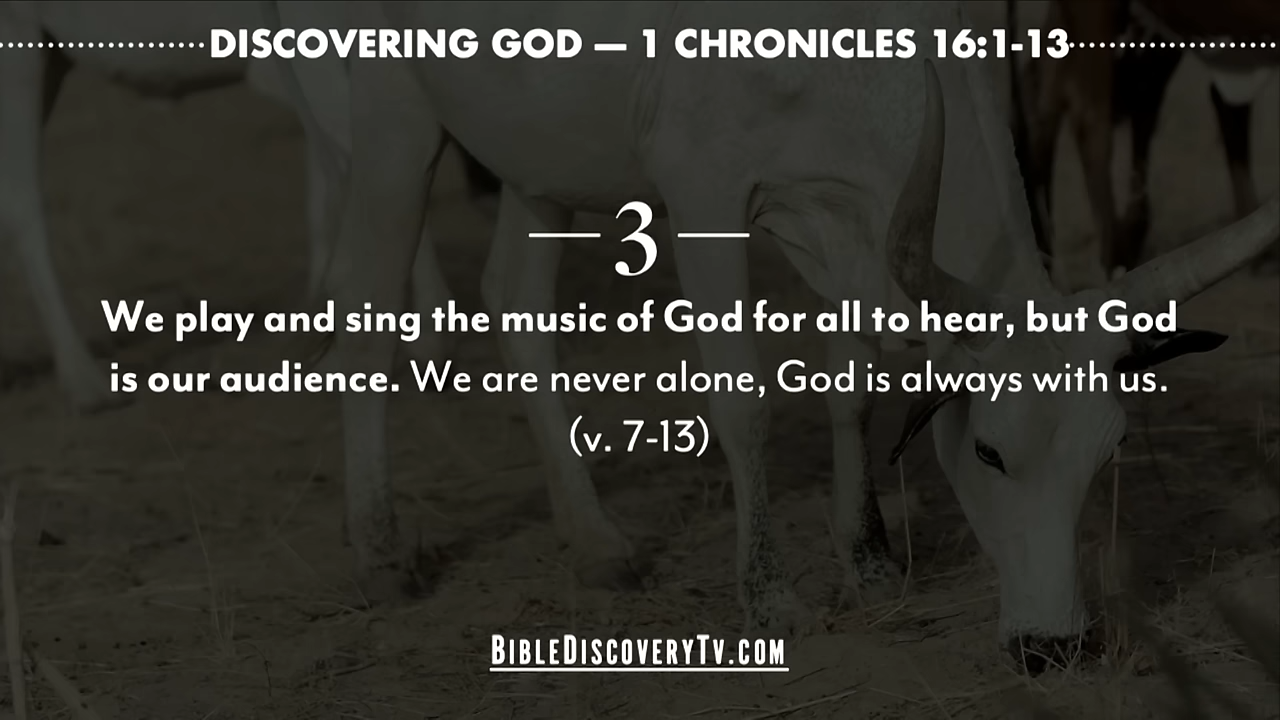 DISCOVERING GOD — 1 CHRONICLES 16:1-13
3
We play and sing the music of God for all to hear, but God
is our audience. We are never alone, God is always with us.
(v. 7-13)
BIBLEDISCOVERYTV.COM